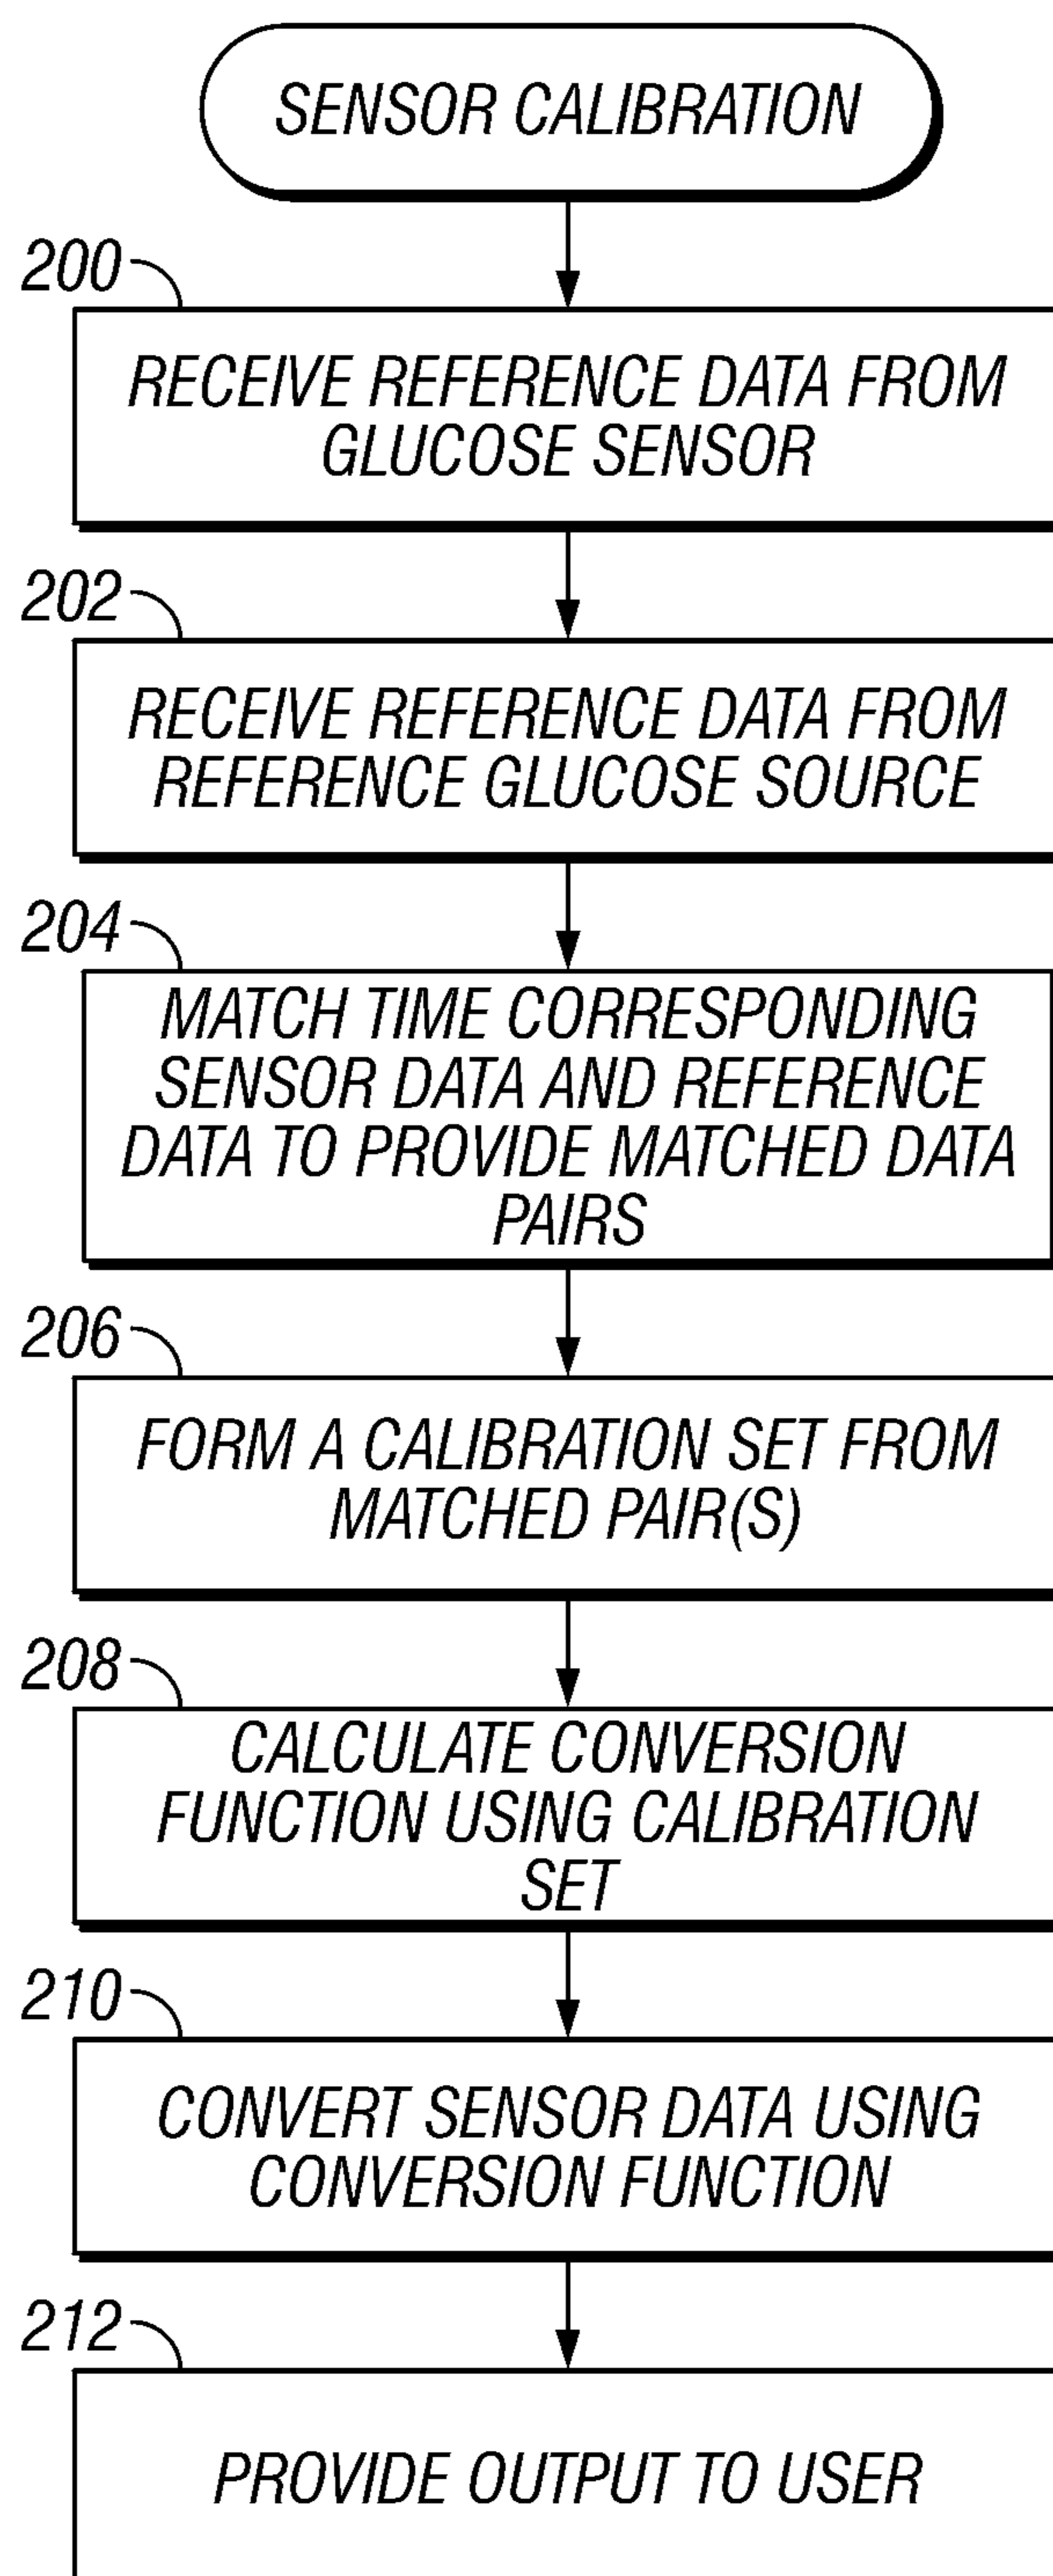 SENSOR CALIBRATION
200
RECEIVE REFERENCE DATA FROM
GLUCOSE SENSOR
202
RECEIVE REFERENCE DATA FROM
REFERENCE GLUCOSE SOURCE
204
MATCH TIME CORRESPONDING
SENSOR DATA AND REFERENCE
DATA TO PROVIDE MATCHED DATA
PAIRS
206
FORM A CALIBRATION SET FROM
MATCHED PAIR(S)
208
CALCULATE CONVERSION
FUNCTION USING CALIBRATION
SET
210
CONVERT SENSOR DATA USING
CONVERSION FUNCTION
212
PROVIDE OUTPUT TO USER